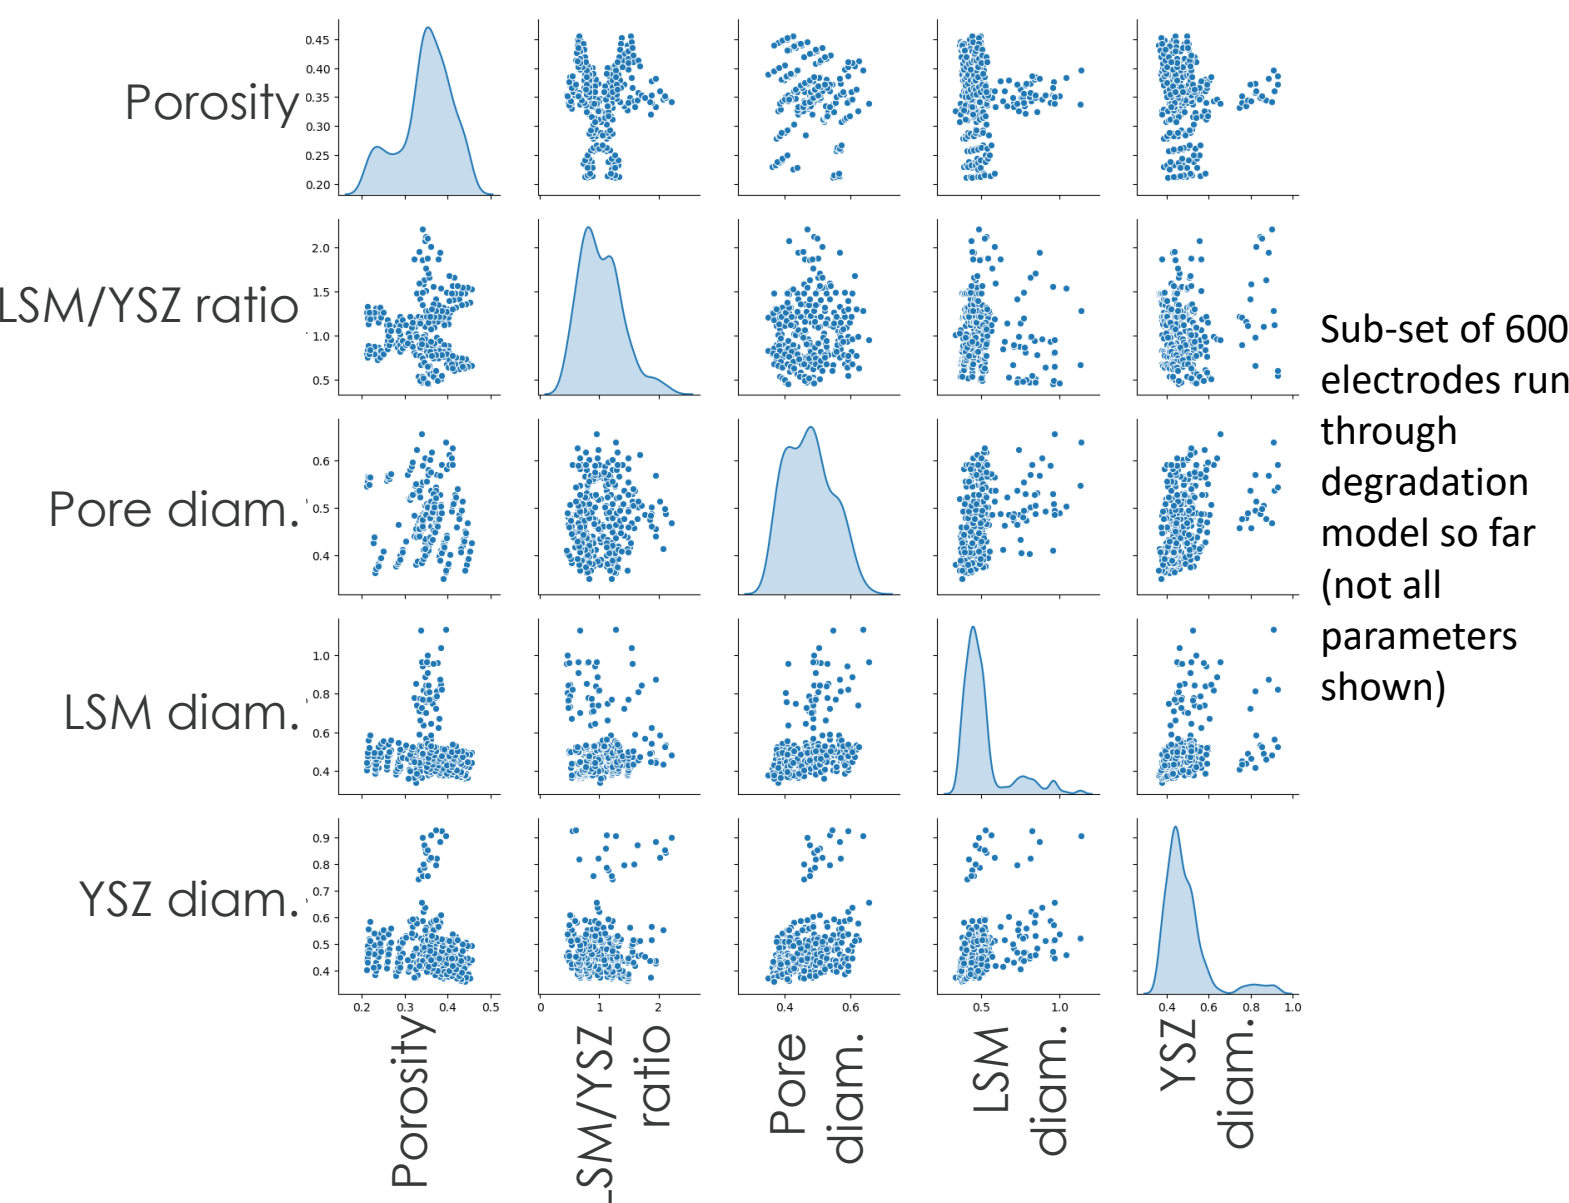 0.45
0.40
Porosity 0.35
0.30
0.25
0.20
2.0
LSM/YSZ ratio 1.5
1.0
0.5
0.6
Pore diam. 0.5
0.4
1.0
LSM diam. 0.8
0.6
0.4
0.9
0.8
YSZ diam. 0.7
0.6
0.5
0.4
0.2 0.3 0.4 0.5 0 1 2 0.4 0.6 0.5 1.0 0.4 0.6 0.8 1.0
Porosity
LSM/YSZ
ratio
Pore
diam.
LSM
diam.
YSZ
diam.
Sub-set of 600
electrodes run
through
degradation
model so far
(not all
parameters
shown)